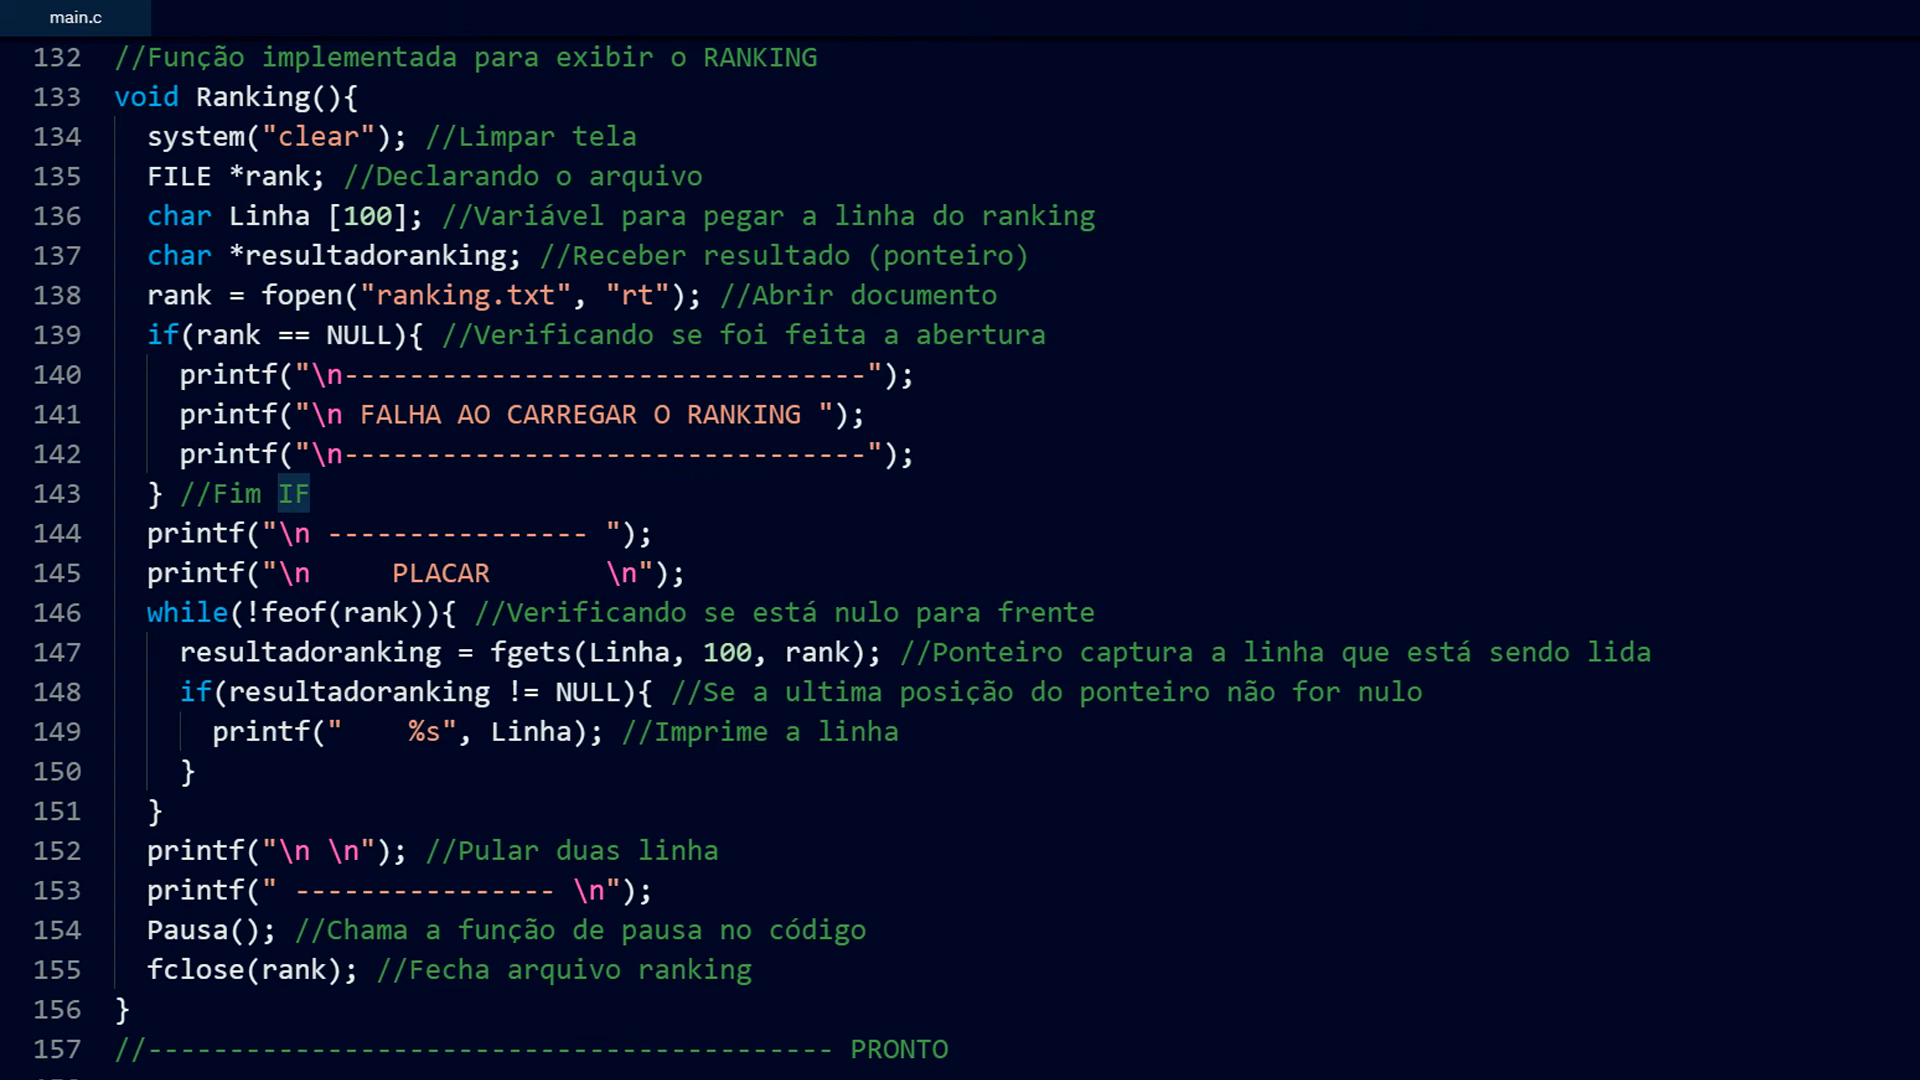 main.c
132 //Função implementada para exibir o RANKING
133 void Ranking(){
134 system("clear"); //Limpar tela
135 FILE *rank; //Declarando o arquivo
136 char Linha [100]; //Variável para pegar a linha do ranking
137 char *resultadoranking; //Receber resultado (ponteiro)
138 rank = fopen("ranking.txt", "rt"); //Abrir documento
139 if(rank == NULL){ //Verificando se foi feita a abertura
140 printf("\n--------------------------------");
141 printf("\n FALHA AO CARREGAR O RANKING ");
142 printf("\n--------------------------------");
143 } //Fim IF
144 printf("\n ---------------- ");
145 printf("\n     PLACAR       \n");
146 while(!feof(rank)){ //Verificando se está nulo para frente
147 resultadoranking = fgets(Linha, 100, rank); //Ponteiro captura a linha que está sendo lida
148 if(resultadoranking != NULL){ //Se a ultima posição do ponteiro não for nulo
149 printf("    %s", Linha); //Imprime a linha
150 }
151 }
152 printf("\n \n"); //Pular duas linha
153 printf(" ---------------- \n");
154 Pausa(); //Chama a função de pausa no código
155 fclose(rank); //Fecha arquivo ranking
156 }
157 //------------------------------------------ PRONTO